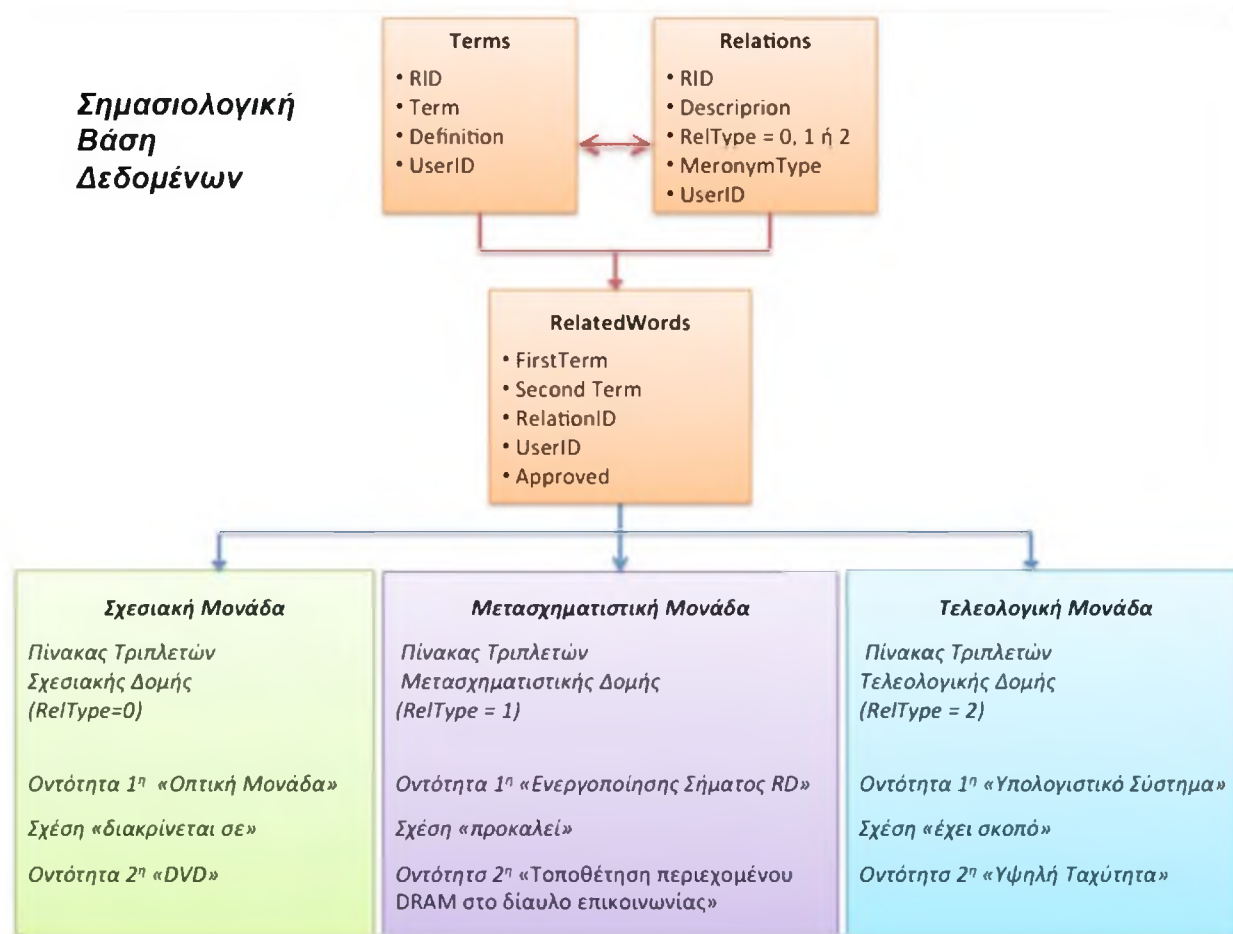 Σημασιολογική
Βάση
Δεδομένων
Terms
• RID
• Term
• Definition
• UserID
Relations
• RID
• Descriprion
• RelType = 0, 1 ή 2
• MeronymType
• UserID
RelatedWords
• FirstTerm
• Second Term
• RelationID
• UserID
• Approved
Σχεσιακή Μονάδα
Πίνακας Τριπλετών
Σχεσιακής Δομής
(RelType=0)
Οντότητα 1η «Οπτική Μονάδα»
Σχέση «διακρίνεται σε»
Οντότητα 2η «DVD»
Μετασχηματιστική Μονάδα
Πίνακας Τριπλετών
Μετασχηματιστικής Δομής
(RelType = 1)
Οντότητα 1η «Ενεργοποίησης Σήματος RD»
Σχέση «προκαλεί»
Οντότητσ 2η «Τοποθέτηση περιεχομένου
DRAM στο δίαυλο επικοινωνίας»
Τελεολογική Μονάδα
Πίνακας Τριπλετών
Τελεολογικής Δομής
(RelType = 2)
Οντότητα 1η «Υπολογιστικό Σύστημα»
Σχέση «έχει σκοπό»
Οντότητσ 2η «Υψηλή Ταχύτητα»